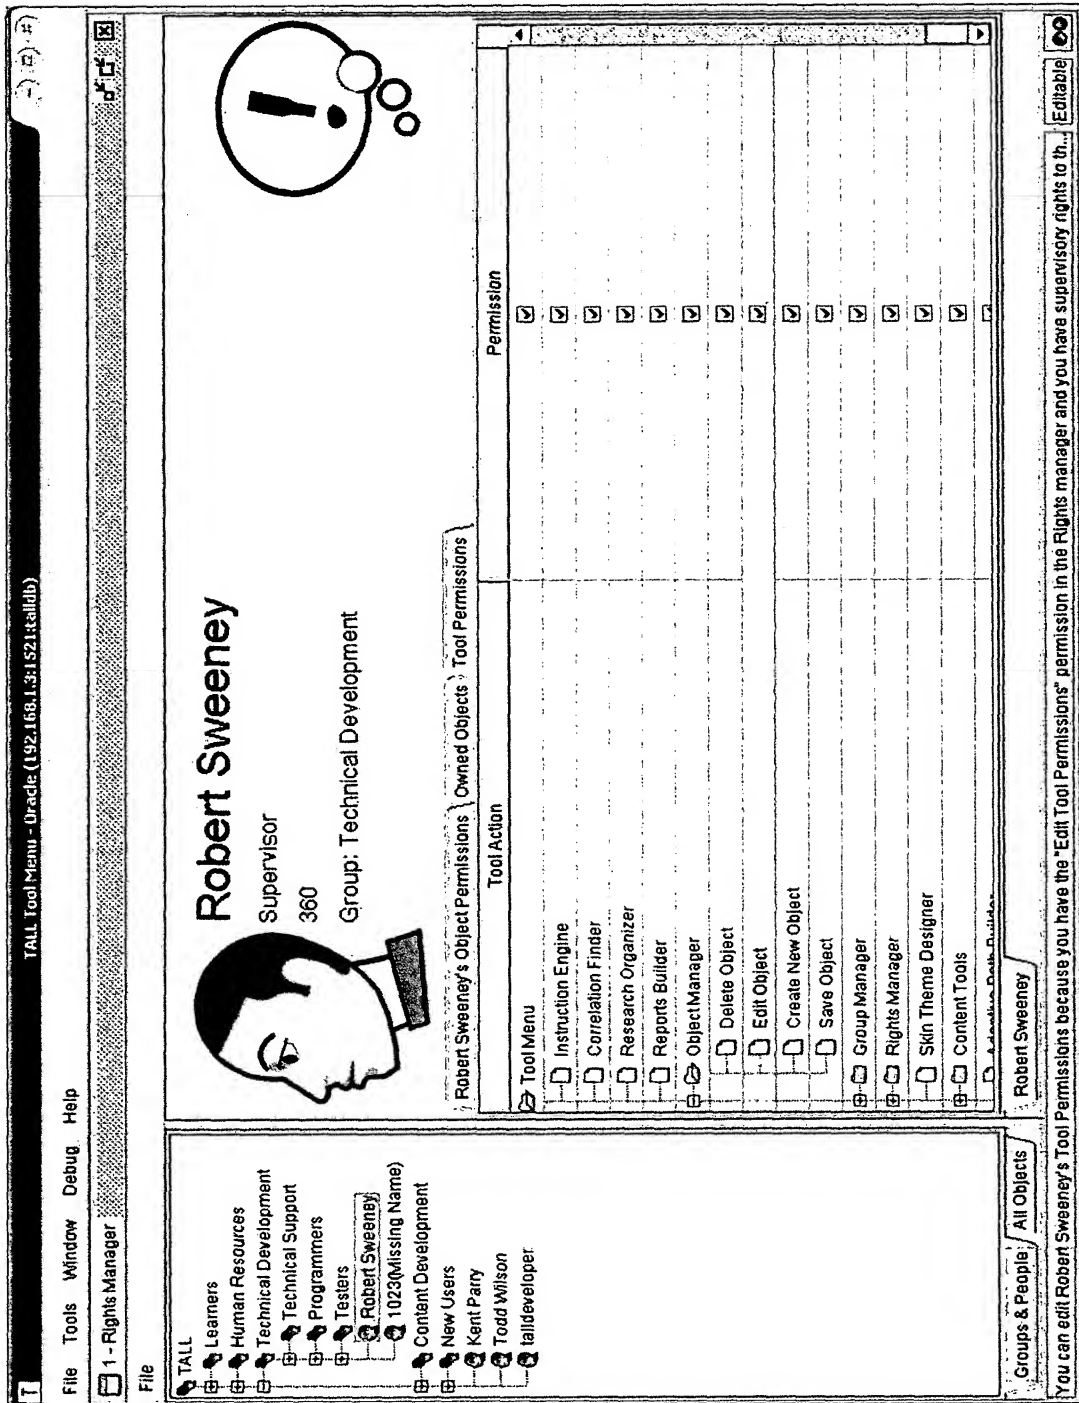 T
TALL Tool Menu - Oracle (192.168.1.3:1521:talldb)
File Tools Window Debug Help
1 - Rights Manager
File
TALL
Learners
Human Resources
Technical Development
Technical Support
Programmers
Testers
Robert Sweeney
1023(Missing Name)
Content Development
New Users
Kent Parry
Todd Wilson
talldeveloper
Groups & People
All Objects
Robert Sweeney
Supervisor
360
Group: Technical Development
!
Robert Sweeney's Object Permissions
Owned Objects
Tool Permissions
Tool Action
Permission
Tool Menu
Instruction Engine
Correlation Finder
Research Organizer
Reports Builder
Object Manager
Delete Object
Edit Object
Create New Object
Save Object
Group Manager
Rights Manager
Skin Theme Designer
Content Tools
Robert Sweeney
You can edit Robert Sweeney's Tool Permissions because you have the "Edit Tool Permissions" permission in the Rights manager and you have supervisory rights to th...
Editable